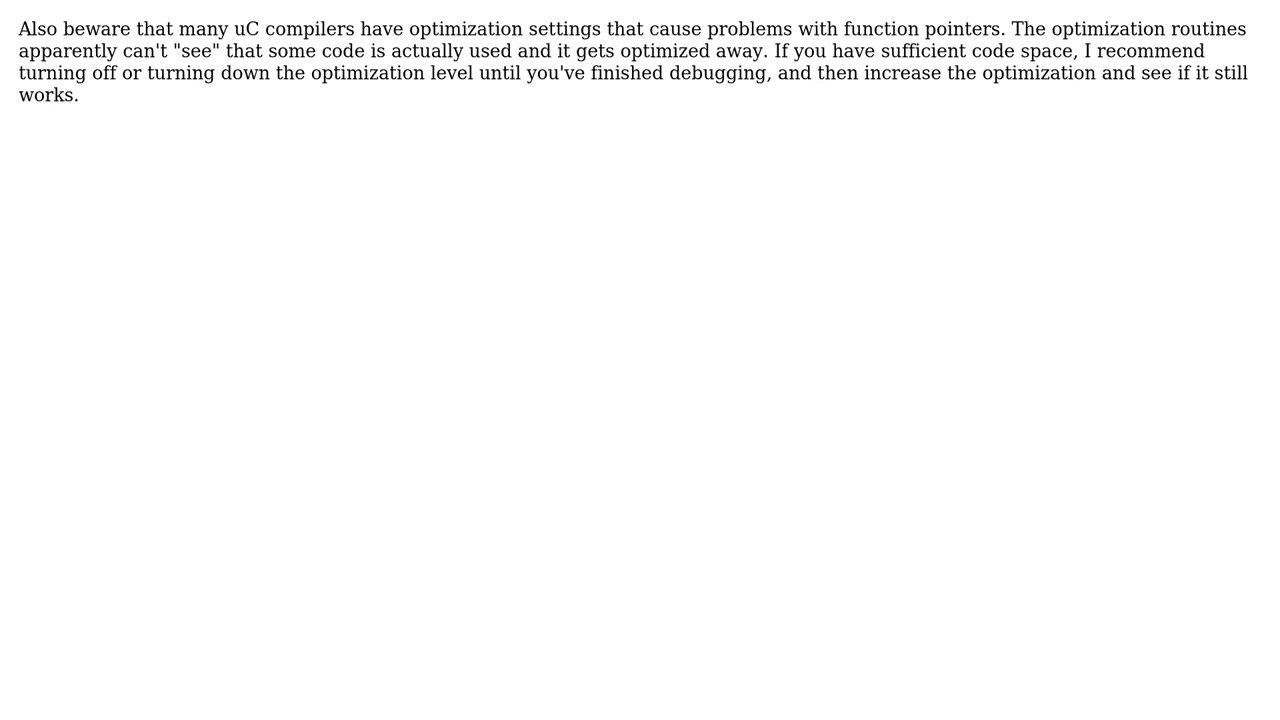 Also beware that many uC compilers have optimization settings that cause problems with function pointers. The optimization routines
apparently can't "see" that some code is actually used and it gets optimized away. If you have sufficient code space, I recommend
turning off or turning down the optimization level until you've finished debugging, and then increase the optimization and see if it still
works.